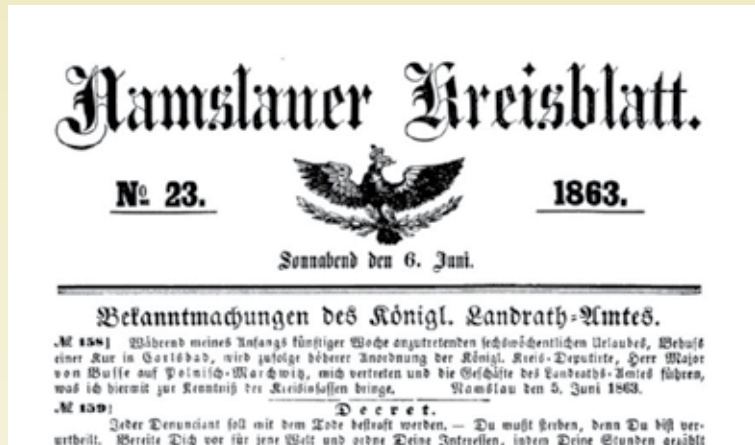 Namslauer Kreisblatt.
No 23.
1863.
Sonnabend den 6. Juni.
Bekanntmachungen des Königl. Landrath-Amtes.
№ 158] Während meines Anfangs künftiger Woche anzutretenden sechswöchentlichen Urlaubes, Behufs
einer Kur in Carlsbad, wird zufolge höherer Anordnung der Königl. Kreis-Deputirte, Herr Major
von Busse auf Polnisch-Marchwitz, mich vertreten und die Geschäfte des Landraths-Amtes führen,
was ich hiermit zur Kenntniß der Kreisinsassen bringe. Namslau den 5. Juni 1863.
№ 159] Decret.
Jeder Denunciant soll mit dem Tode bestraft werden. — Du mußt sterben, denn Du bist ver-
urtheilt. Bereite Dich vor für jene Welt und ordne Deine Interessen, indem Deine Stunden gezählt